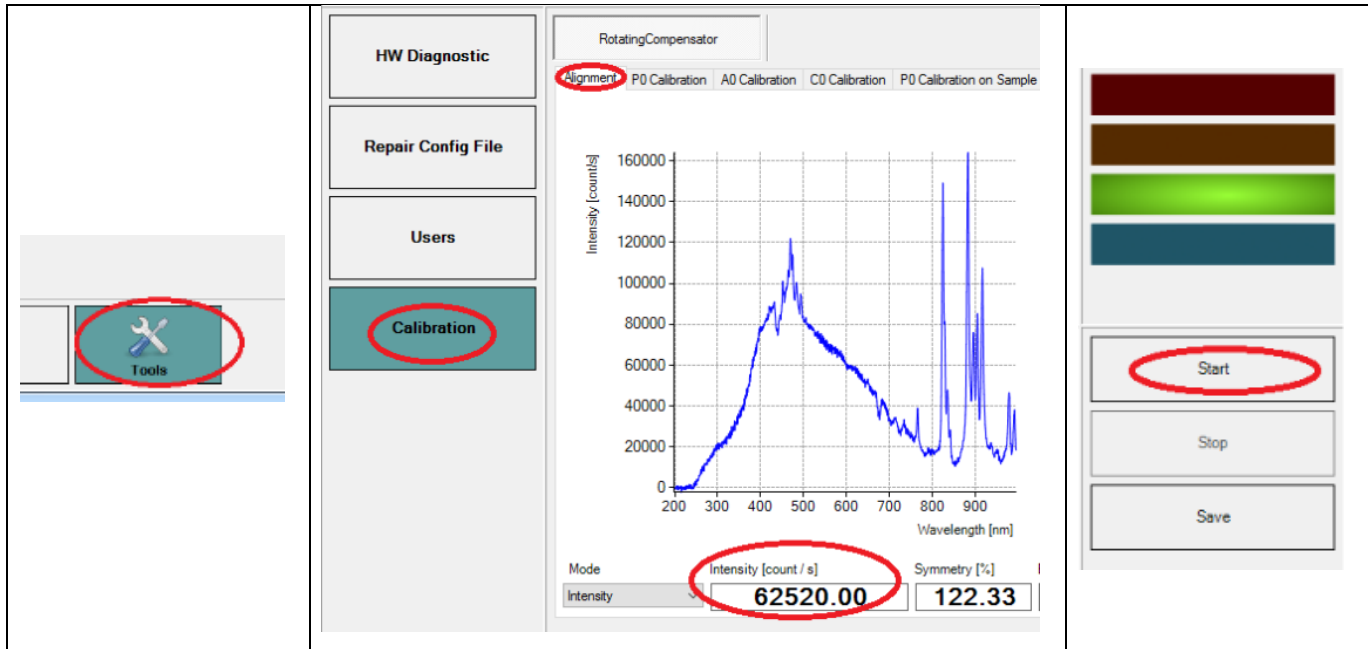 Tools
HW Diagnostic
Repair Config File
Users
Calibration
RotatingCompensator
Alignment P0 Calibration A0 Calibration C0 Calibration P0 Calibration on Sample
Intensity [count/s]
160000
140000
120000
100000
80000
60000
40000
20000
0
200 300 400 500 600 700 800 900
Wavelength [nm]
Mode Intensity [count / s] Symmetry [%]
Intensity 62520.00 122.33
Start
Stop
Save